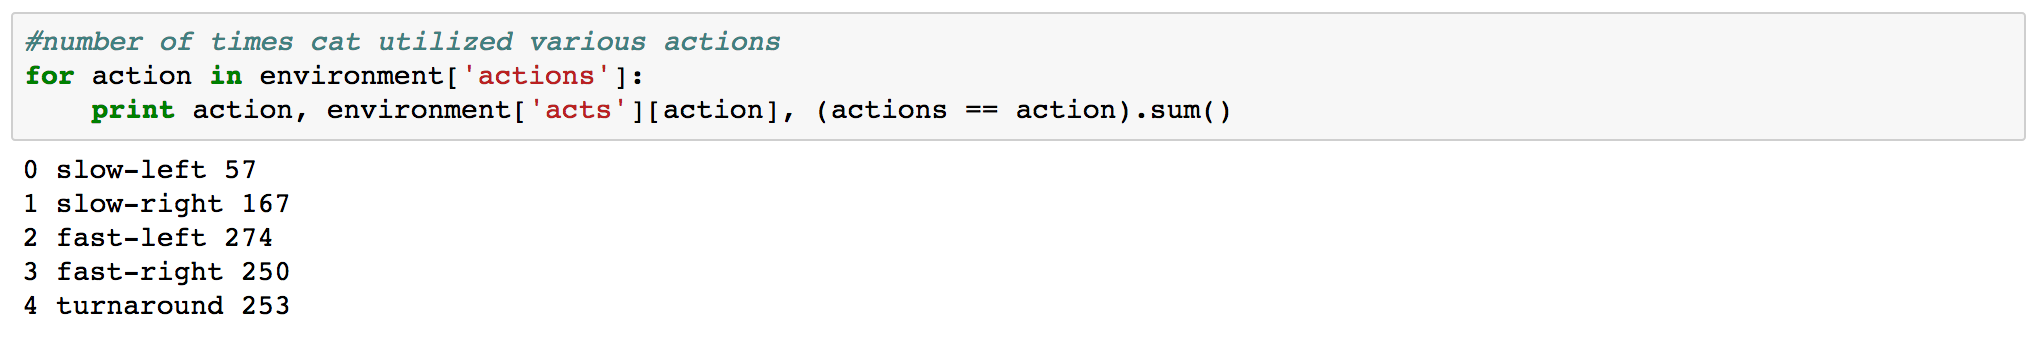 #number of times cat utilized various actions
for action in environment['actions']:
    print action, environment['acts'][action], (actions == action).sum()
0 slow-left 57
1 slow-right 167
2 fast-left 274
3 fast-right 250
4 turnaround 253